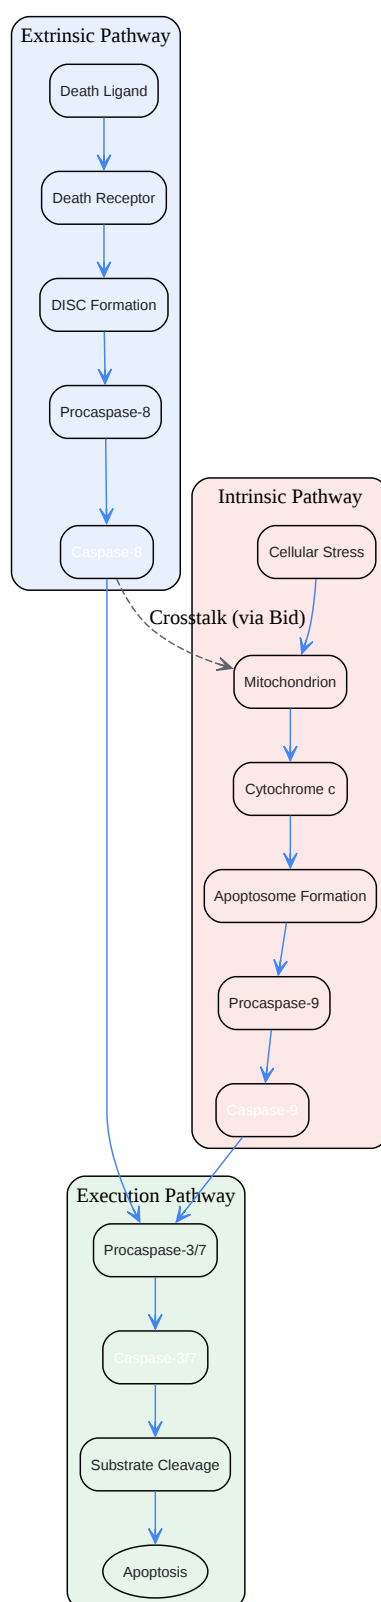 Extrinsic Pathway
Death Ligand
Death Receptor
DISC Formation
Procaspase-8
Caspase-8
Intrinsic Pathway
Cellular Stress
Crosstalk (via Bid)
Mitochondrion
Cytochrome c
Apoptosome Formation
Procaspase-9
Caspase-9
Execution Pathway
Procaspase-3/7
Caspase-3/7
Substrate Cleavage
Apoptosis